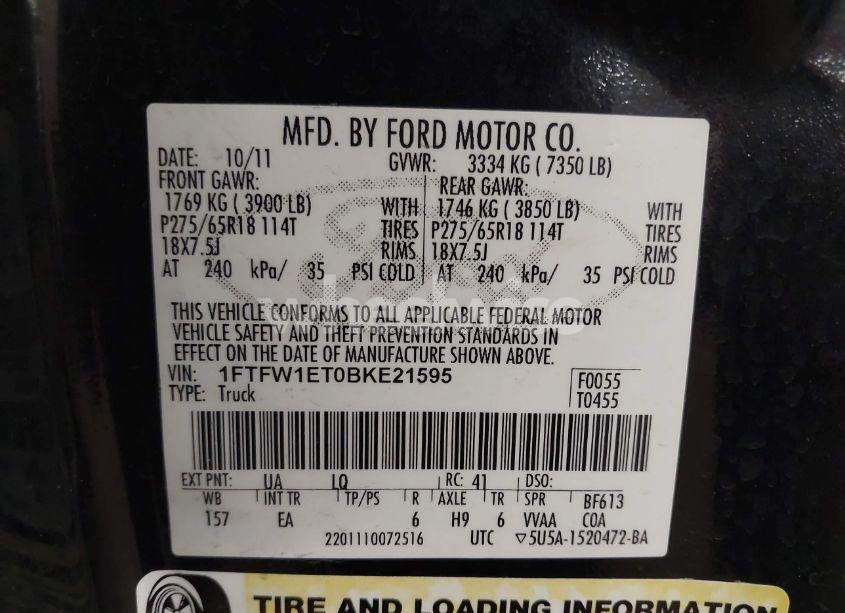 MFD. BY FORD MOTOR CO.
DATE: 10/11 GVWR: 3334 KG ( 7350 LB)
FRONT GAWR: REAR GAWR:
1769 KG ( 3900 LB) WITH 1746 KG ( 3850 LB) WITH
P275/65R18 114T TIRES P275/65R18 114T TIRES
18X7.5J RIMS 18X7.5J RIMS
AT 240 kPa/ 35 PSI COLD AT 240 kPa/ 35 PSI COLD
THIS VEHICLE CONFORMS TO ALL APPLICABLE FEDERAL MOTOR
VEHICLE SAFETY AND THEFT PREVENTION STANDARDS IN
EFFECT ON THE DATE OF MANUFACTURE SHOWN ABOVE.
VIN: 1FTFW1ET0BKE21595 F0055
TYPE: Truck T0455
EXT PNT: UA LQ RC: 41 DSO:
WB INT TR TP/PS R AXLE TR SPR BF613
157 EA 6 H9 6 VVAA COA
2201110072516 UTC ▽5U5A-1520472-BA
TIRE AND LOADING INFORMATION